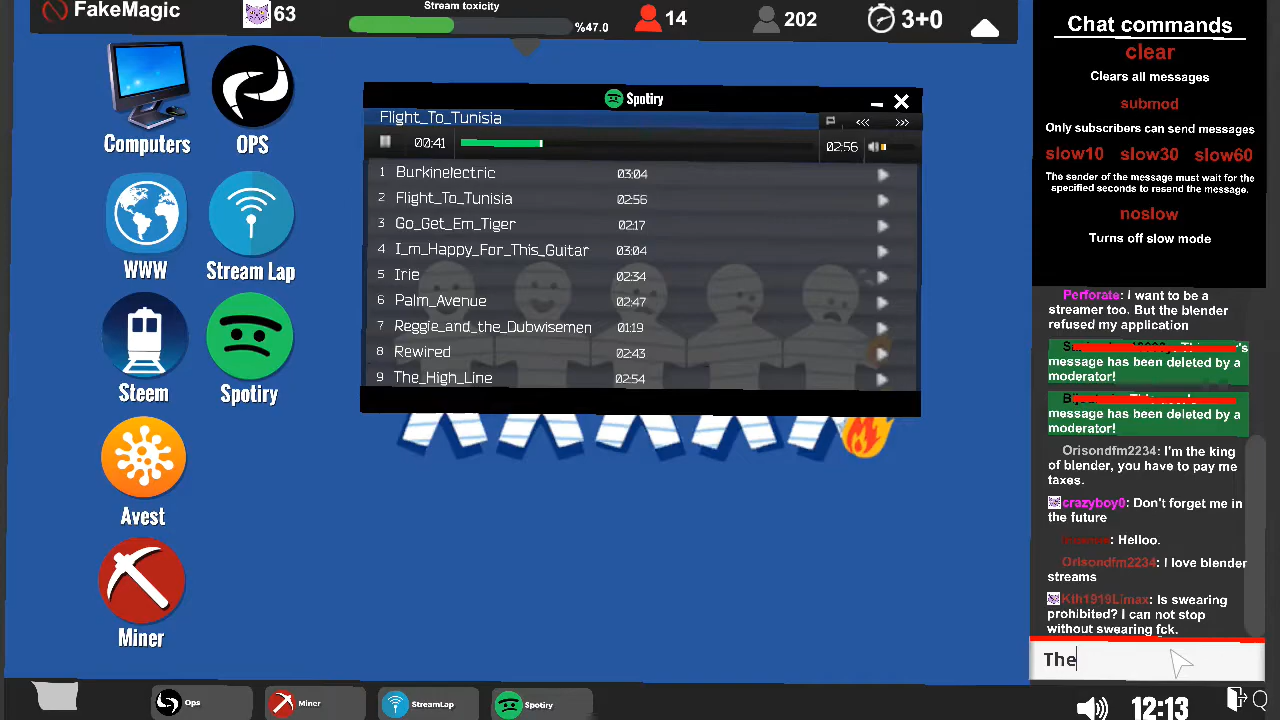 FakeMagic
63
Stream toxicity
%47.0
14
202
3+0
Computers
OPS
WWW
Stream Lap
Steem
Spotiry
Avest
Miner
Spotiry
Flight_To_Tunisia
<<<
>>>
00:41
02:56
1 Burkinelectric 03:04
2 Flight_To_Tunisia 02:56
3 Go_Get_Em_Tiger 02:17
4 I_m_Happy_For_This_Guitar 03:04
5 Irie 02:34
6 Palm_Avenue 02:47
7 Reggie_and_the_Dubwisemen 01:19
8 Rewired 02:43
9 The_High_Line 02:54
Chat commands
clear
Clears all messages
submod
Only subscribers can send messages
slow10 slow30 slow60
The sender of the message must wait for the
specified seconds to resend the message.
noslow
Turns off slow mode
Perforate: I want to be a
streamer too. But the blender
refused my application
message has been deleted by a
moderator!
message has been deleted by a
moderator!
Orisondfm2234: I'm the king
of blender, you have to pay me
taxes.
crazyboy0: Don't forget me in
the future
: Helloo.
Orisondfm2234: I love blender
streams
Kth1919Limax: Is swearing
prohibited? I can not stop
without swearing fck.
The
Ops
Miner
StreamLap
Spotiry
12:13